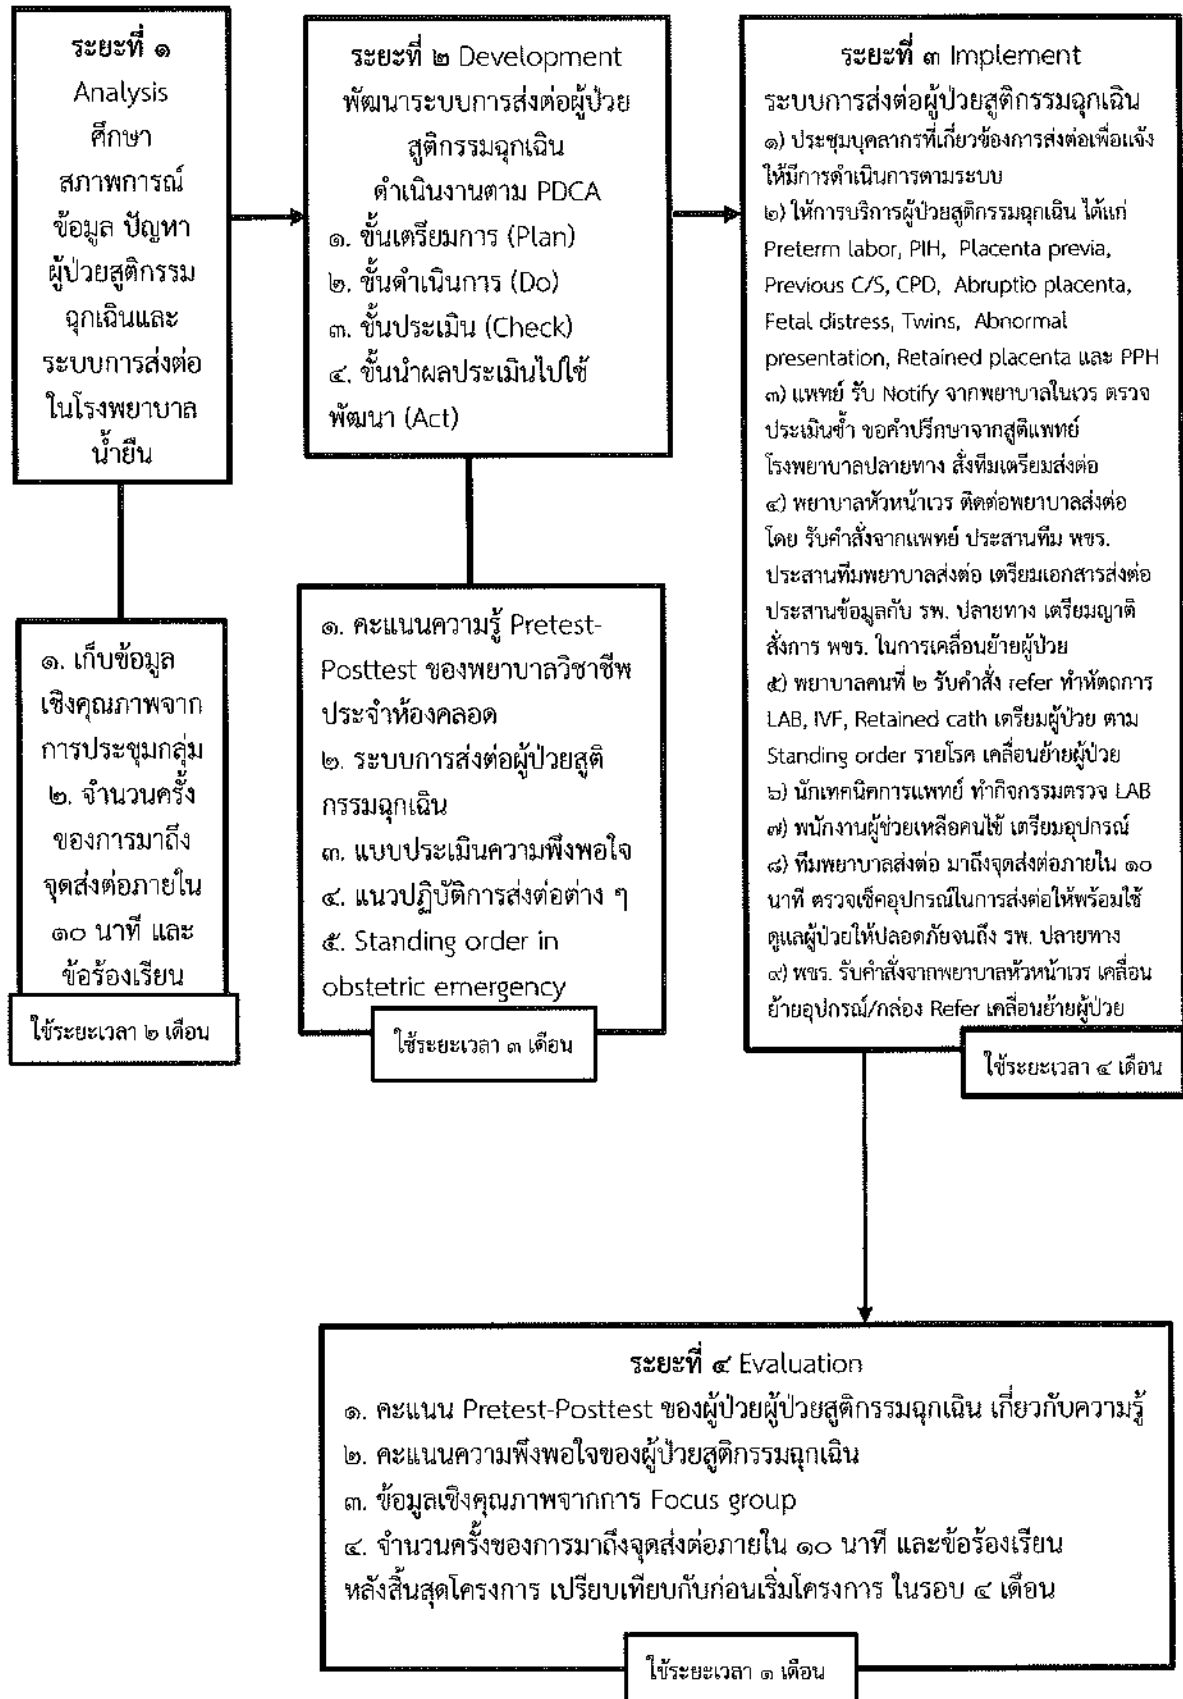 ระยะที่ ๑
Analysis
ศึกษา
สภาพการณ์
ข้อมูล ปัญหา
ผู้ป่วยสูติกรรม
ฉุกเฉินและ
ระบบการส่งต่อ
ในโรงพยาบาล
น้ำยืน
๑. เก็บข้อมูล
เชิงคุณภาพจาก
การประชุมกลุ่ม
๒. จำนวนครั้ง
ของการมาถึง
จุดส่งต่อภายใน
๑๐ นาที และ
ข้อร้องเรียน
ใช้ระยะเวลา ๒ เดือน
ระยะที่ ๒ Development
พัฒนาระบบการส่งต่อผู้ป่วย
สูติกรรมฉุกเฉิน
ดำเนินงานตาม PDCA
๑. ขั้นเตรียมการ (Plan)
๒. ขั้นดำเนินการ (Do)
๓. ขั้นประเมิน (Check)
๔. ขั้นนำผลประเมินไปใช้
พัฒนา (Act)
๑. คะแนนความรู้ Pretest-
Posttest ของพยาบาลวิชาชีพ
ประจำห้องคลอด
๒. ระบบการส่งต่อผู้ป่วยสูติ
กรรมฉุกเฉิน
๓. แบบประเมินความพึงพอใจ
๔. แนวปฏิบัติการส่งต่อต่าง ๆ
๕. Standing order in
obstetric emergency
ใช้ระยะเวลา ๓ เดือน
ระยะที่ ๓ Implement
ระบบการส่งต่อผู้ป่วยสูติกรรมฉุกเฉิน
๑) ประชุมบุคลากรที่เกี่ยวข้องการส่งต่อเพื่อแจ้ง
ให้มีการดำเนินการตามระบบ
๒) ให้การบริการผู้ป่วยสูติกรรมฉุกเฉิน ได้แก่
Preterm labor, PIH, Placenta previa,
Previous C/S, CPD, Abruptio placenta,
Fetal distress, Twins, Abnormal
presentation, Retained placenta และ PPH
๓) แพทย์ รับ Notify จากพยาบาลในเวร ตรวจ
ประเมินซ้ำ ขอคำปรึกษาจากสูติแพทย์
โรงพยาบาลปลายทาง สั่งทีมเตรียมส่งต่อ
๔) พยาบาลหัวหน้าเวร ติดต่อพยาบาลส่งต่อ
โดย รับคำสั่งจากแพทย์ ประสานทีม พขร.
ประสานทีมพยาบาลส่งต่อ เตรียมเอกสารส่งต่อ
ประสานข้อมูลกับ รพ. ปลายทาง เตรียมญาติ
สั่งการ พขร. ในการเคลื่อนย้ายผู้ป่วย
๕) พยาบาลคนที่ ๒ รับคำสั่ง refer ทำหัตถการ
LAB, IVF, Retained cath เตรียมผู้ป่วย ตาม
Standing order รายโรค เคลื่อนย้ายผู้ป่วย
๖) นักเทคนิคการแพทย์ ทำกิจกรรมตรวจ LAB
๗) พนักงานผู้ช่วยเหลือคนไข้ เตรียมอุปกรณ์
๘) ทีมพยาบาลส่งต่อ มาถึงจุดส่งต่อภายใน ๑๐
นาที ตรวจเช็คอุปกรณ์ในการส่งต่อให้พร้อมใช้
ดูแลผู้ป่วยให้ปลอดภัยจนถึง รพ. ปลายทาง
๙) พขร. รับคำสั่งจากพยาบาลหัวหน้าเวร เคลื่อน
ย้ายอุปกรณ์/กล่อง Refer เคลื่อนย้ายผู้ป่วย
ใช้ระยะเวลา ๔ เดือน
ระยะที่ ๔ Evaluation
๑. คะแนน Pretest-Posttest ของผู้ป่วยผู้ป่วยสูติกรรมฉุกเฉิน เกี่ยวกับความรู้
๒. คะแนนความพึงพอใจของผู้ป่วยสูติกรรมฉุกเฉิน
๓. ข้อมูลเชิงคุณภาพจากการ Focus group
๔. จำนวนครั้งของการมาถึงจุดส่งต่อภายใน ๑๐ นาที และข้อร้องเรียน
หลังสิ้นสุดโครงการ เปรียบเทียบกับก่อนเริ่มโครงการ ในรอบ ๔ เดือน
ใช้ระยะเวลา ๑ เดือน